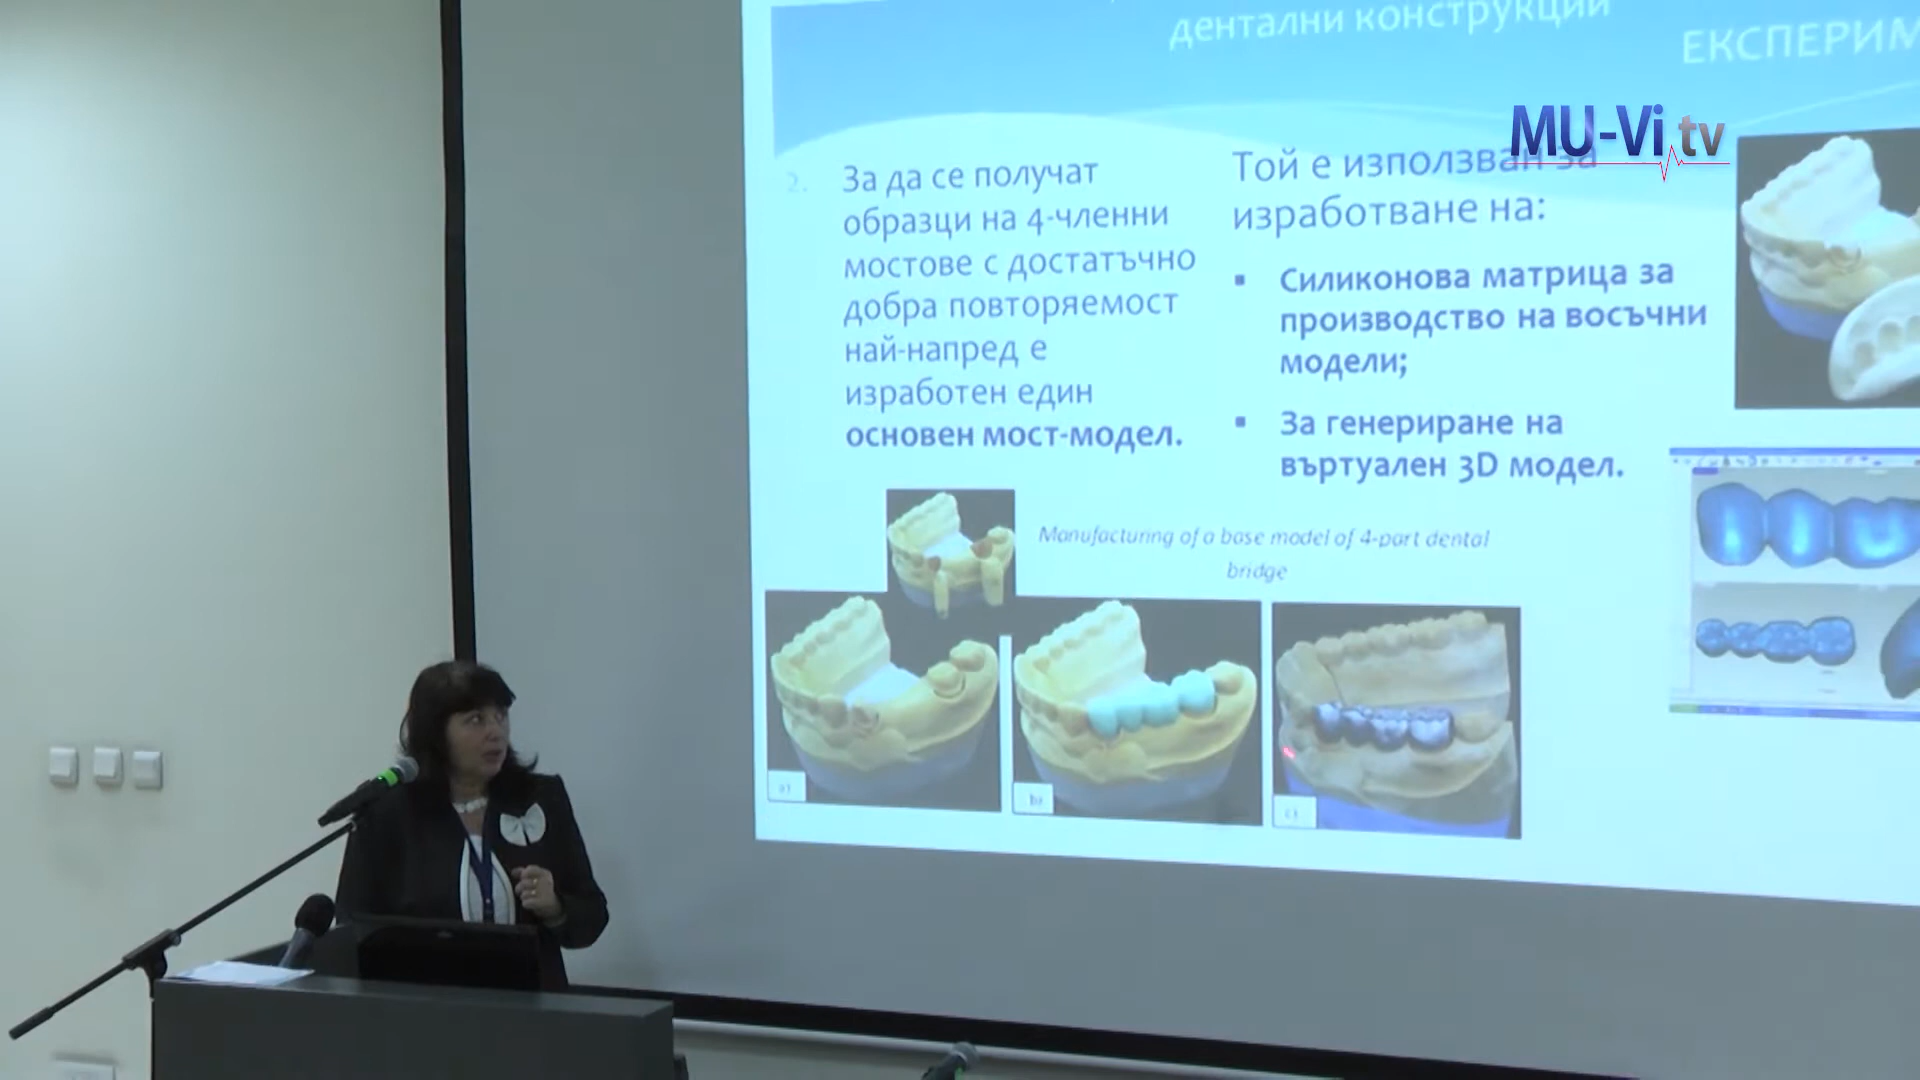 дентални конструкции
MU-Vi tv
2. За да се получат
образци на 4-членни
мостове с достатъчно
добра повторяемост
най-напред е
изработен един
основен мост-модел.
Той е използван за
изработване на:
▪ Силиконова матрица за
производство на восъчни
модели;
▪ За генериране на
въртуален 3D модел.
Manufacturing of a base model of 4-part dental
bridge
a)
b)
c)